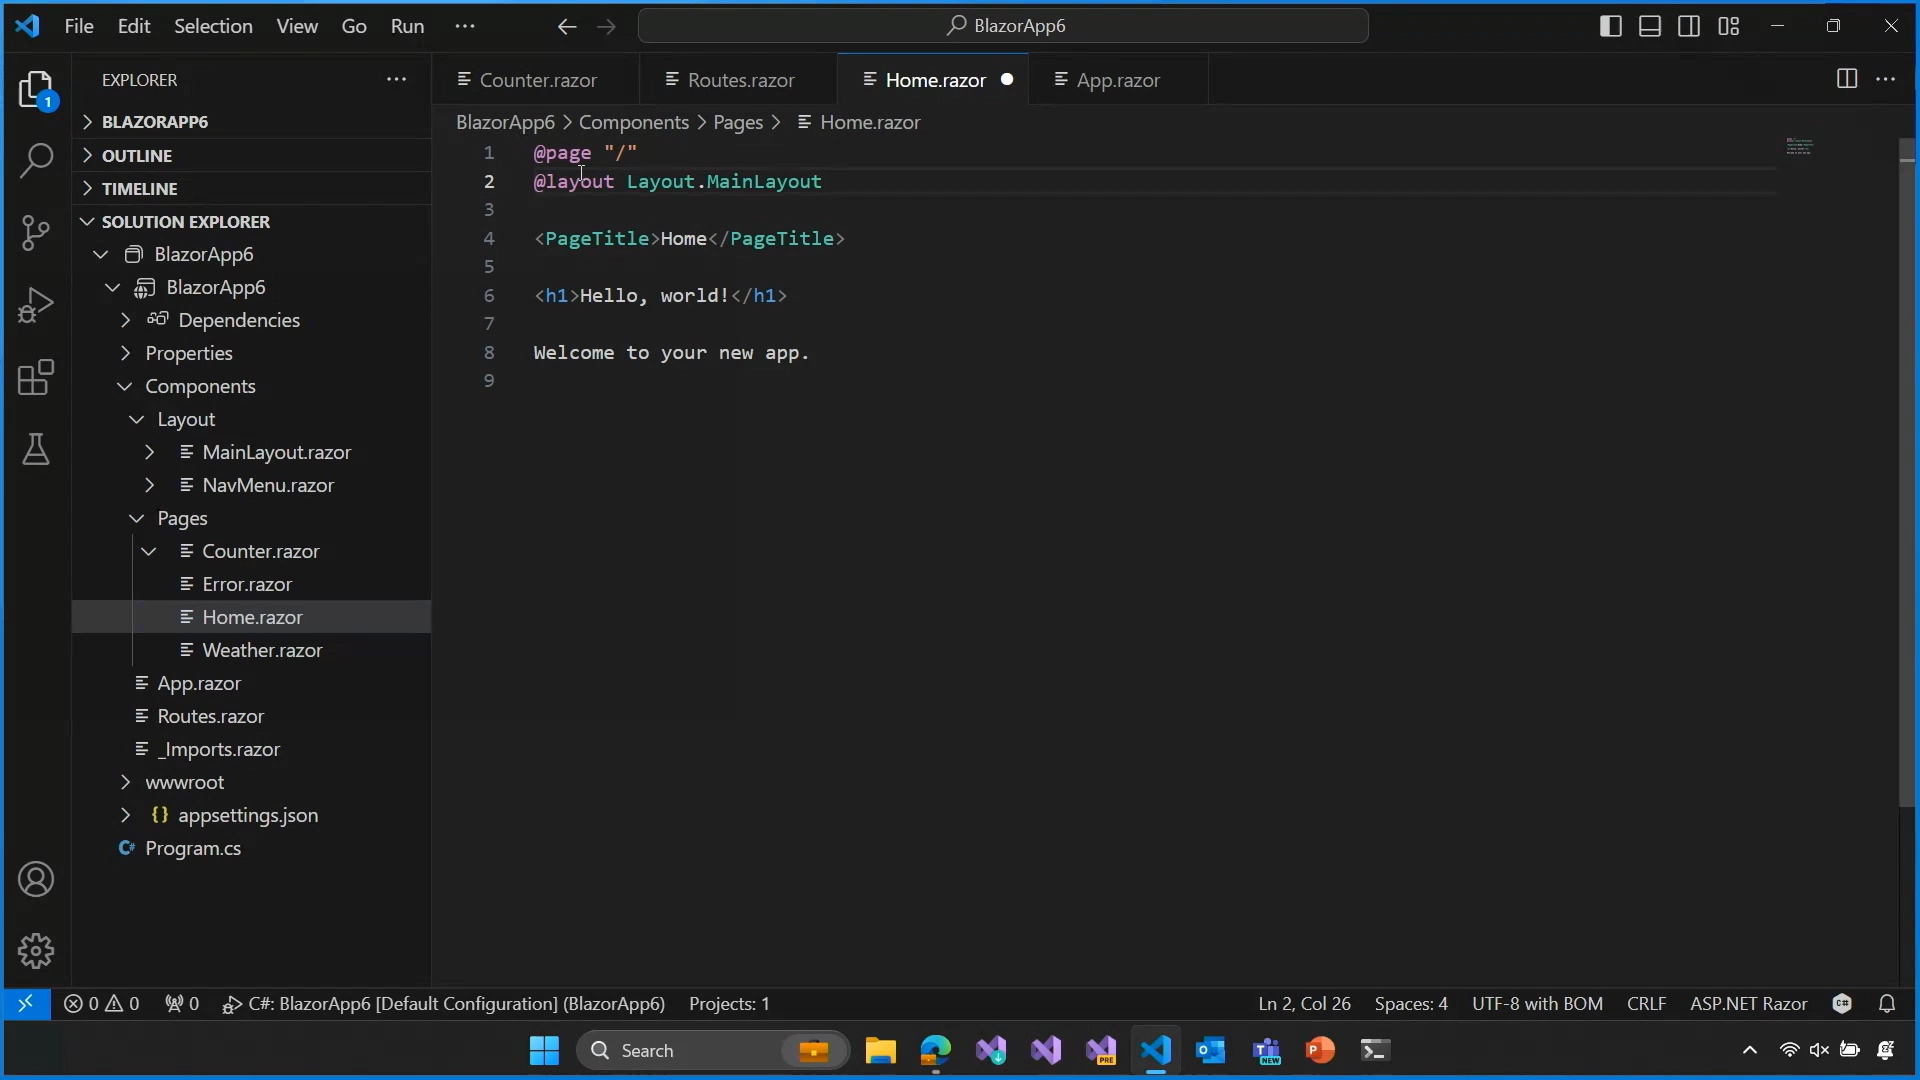 File Edit Selection View Go Run ··· BlazorApp6
1
EXPLORER ···
BLAZORAPP6
OUTLINE
TIMELINE
SOLUTION EXPLORER
BlazorApp6
BlazorApp6
Dependencies
Properties
Components
Layout
MainLayout.razor
NavMenu.razor
Pages
Counter.razor
Error.razor
Home.razor
Weather.razor
App.razor
Routes.razor
_Imports.razor
wwwroot
{} appsettings.json
C# Program.cs
Counter.razor Routes.razor Home.razor App.razor ···
BlazorApp6 > Components > Pages > Home.razor
1 @page "/"
2 @layout Layout.MainLayout
3
4 <PageTitle>Home</PageTitle>
5
6 <h1>Hello, world!</h1>
7
8 Welcome to your new app.
9
0 0 0 C#: BlazorApp6 [Default Configuration] (BlazorApp6) Projects: 1 Ln 2, Col 26 Spaces: 4 UTF-8 with BOM CRLF ASP.NET Razor
Search PRE NEW